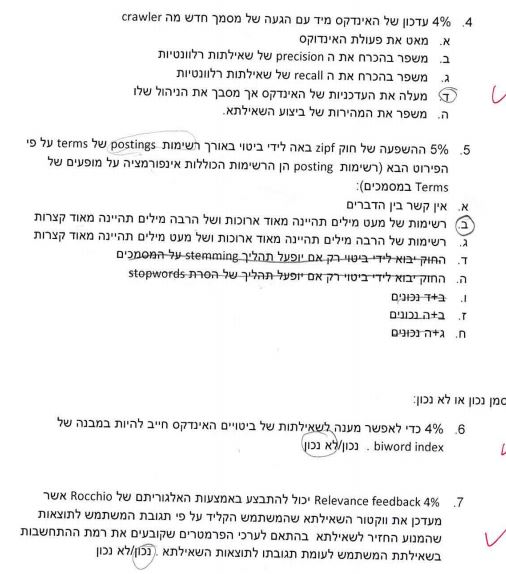 4. 4% עדכון של האינדקס מיד עם הגעה של מסמך חדש מה crawler
א. מאט את פעולת האינדוקס
ב. משפר בהכרח את ה precision של שאילתות רלוונטיות
ג. משפר בהכרח את ה recall של שאילתות רלוונטיות
ד. מעלה את העדכניות של האינדקס אך מסבך את הניהול שלו
ה. משפר את המהירות של ביצוע השאילתא.
5. 5% ההשפעה של חוק zipf באה לידי ביטוי באורך רשימות postings של terms על פי
הפירוט הבא (רשימות posting הן הרשימות הכוללות אינפורמציה על מופעים של
Terms במסמכים):
א. אין קשר בין הדברים
ב. רשימות של מעט מילים תהיינה מאוד ארוכות ושל הרבה מילים תהיינה מאוד קצרות
ג. רשימות של הרבה מילים תהיינה מאוד ארוכות ושל מעט מילים תהיינה מאוד קצרות
ד. החוק יבוא לידי ביטוי רק אם יופעל תהליך stemming על המסמכים
ה. החוק יבוא לידי ביטוי רק אם יופעל תהליך של הסרת stopwords
ו. ב+ד נכונים
ז. ב+ה נכונים
ח. ג+ה נכונים
סמן נכון או לא נכון:
6. 4% כדי לאפשר מענה לשאילתות של ביטויים האינדקס חייב להיות במבנה של
biword index . נכון/לא נכון
7. 4% Relevance feedback יכול להתבצע באמצעות האלגוריתם של Rocchio אשר
מעדכן את ווקטור השאילתא שהמשתמש הקליד על פי תגובת המשתמש לתוצאות
שהמנוע החזיר לשאילתא בהתאם לערכי הפרמטרים שקובעים את רמת ההתחשבות
בשאילתת המשתמש לעומת תגובתו לתוצאות השאילתא . נכון/לא נכון